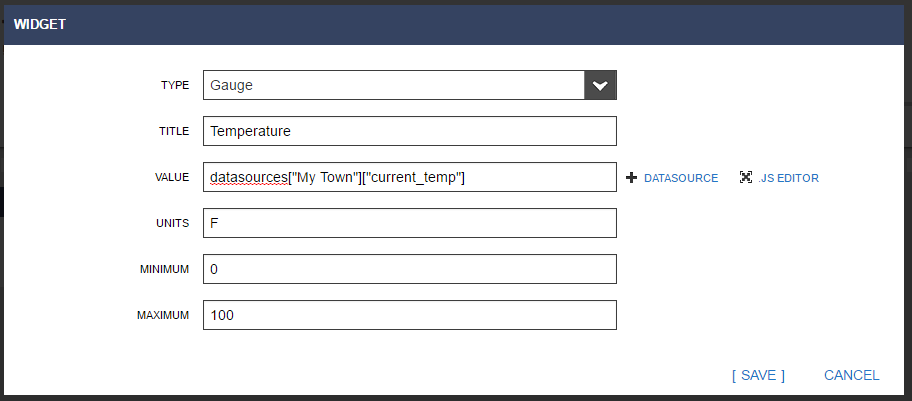 WIDGET
TYPE Gauge
TITLE Temperature
VALUE datasources["My Town"]["current_temp"] + DATASOURCE .JS EDITOR
UNITS F
MINIMUM 0
MAXIMUM 100
[ SAVE ] CANCEL